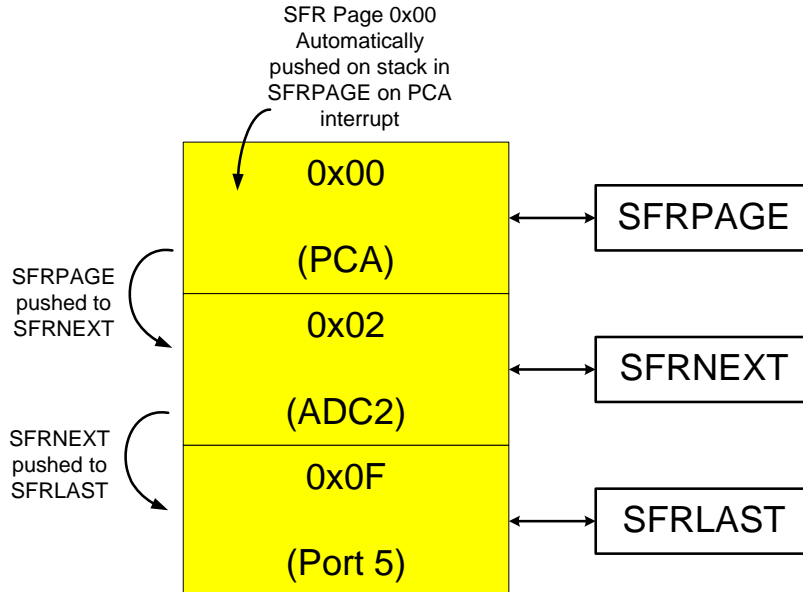 SFR Page 0x00
Automatically
pushed on stack in
SFRPAGE on PCA
interrupt
0x00
(PCA)
SFRPAGE
SFRPAGE
pushed to
SFRNEXT
0x02
(ADC2)
SFRNEXT
SFRNEXT
pushed to
SFRLAST
0x0F
(Port 5)
SFRLAST